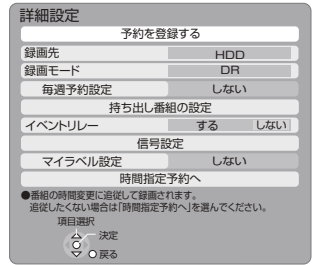 詳細設定
予約を登録する
録画先 HDD
録画モード DR
毎週予約設定 しない
持ち出し番組の設定
イベントリレー する しない
信号設定
マイラベル設定 しない
時間指定予約へ
●番組の時間変更に追従して録画されます。
追従したくない場合は「時間指定予約へ」を選んでください。
項目選択
決定
戻る